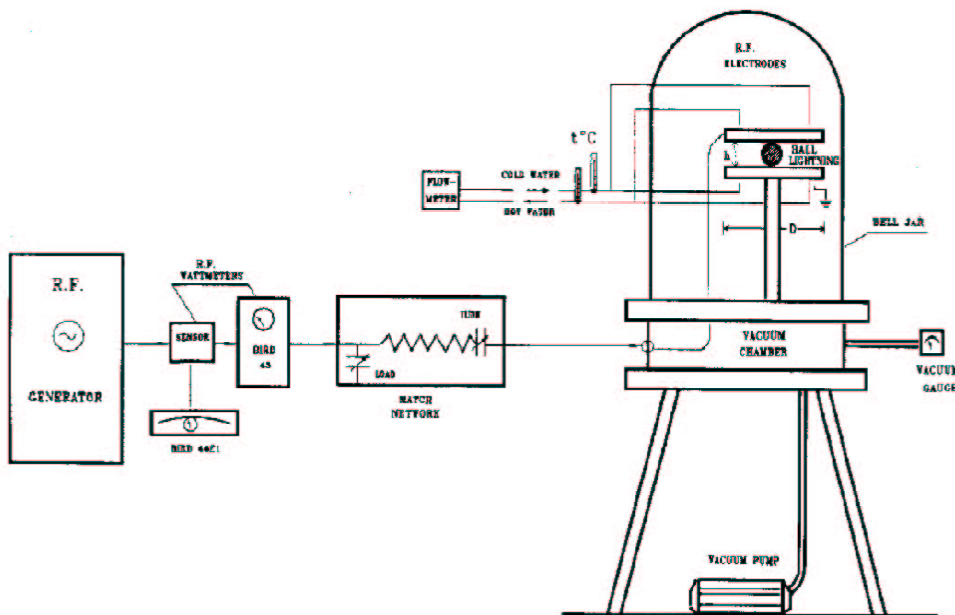 R.F.
ELECTRODES
t°C
h
BALL
LIGHTNING
FLOW-
METER
COLD WATER
HOT WATER
D
BELL JAR
R.F.
WATTMETERS
R.F.
GENERATOR
SENSOR
BIRD
43
TUNE
LOAD
MATCH
NETWORK
VACUUM
CHAMBER
VACUUM
GAUGE
BIRD
VACUUM PUMP